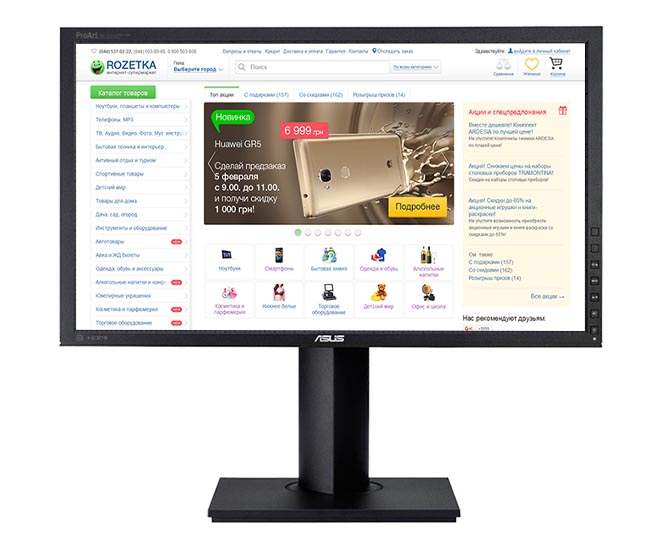 ProArt
(044) 537-02-22, (044) 503-80-80, 0 800 503-808
Вопросы и ответы Кредит Доставка и оплата Гарантия Контакты Отследить заказ
Здравствуйте, войдите в личный кабинет
ROZETKA
интернет-супермаркет
Город
Выберите город
Поиск
Во всех категориях
Сравнение
Желания
Корзина
Каталог товаров
Ноутбуки, планшеты и компьютеры
Телефоны, MP3
ТВ, Аудио, Видео, Фото, Муз. инстр
Бытовая техника и интерьер
Активный отдых и туризм
Спортивные товары
Детский мир
Товары для дома
Дача, сад, огород
Инструменты и оборудование
Автотовары NEW
Авиа и ЖД билеты
Одежда, обувь и аксессуары
Алкогольные напитки и конс NEW
Ювелирные украшения
Косметика и парфюмерия NEW
Торговое оборудование NEW
Топ акции С подарками (157) Со скидками (162) Розыгрыш призов (14)
Новинка
6 999 грн
Huawei GR5
Сделай предзаказ
5 февраля
с 9.00. до 11.00.
и получи скидку
1 000 грн!
Подробнее
Ноутбуки
Смартфоны
Бытовая химия
Одежда и обувь
Алкогольные
напитки
Косметика и
парфюмерия
Нижнее белье
Торговое
оборудование
Детский мир
Офис и школа
Акции и спецпредложения
Вместе дешевле! Комплект
ARDESIA по лучшей цене!
Не упустите! Комплекты техники ARDESIA
по лучшей цене!
Акция! Снижаем цены на наборы
столовых приборов TRAMONTINA!
Скидки на наборы столовых приборов!
Акция! Скидки до 65% на
акционные игрушки и книги-
раскраски!
Не упустите возможность приобрести
акционные игрушки и книги-раскраски со
скидками до 65%!
См. также
С подарками (157)
Со скидками (162)
Розыгрыш призов (14)
Все акции →
Нас рекомендуют друзьям:
ASUS
HDMI